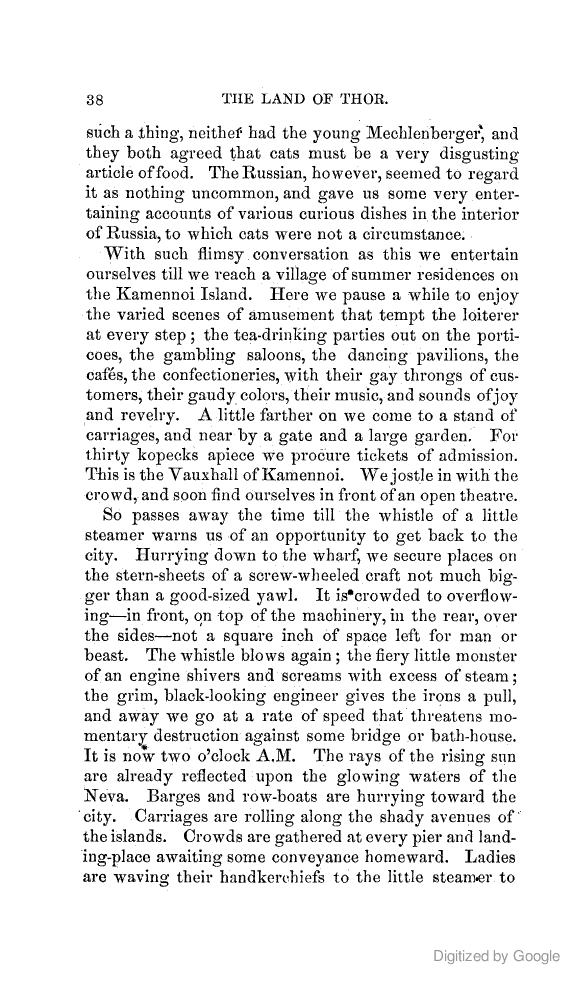 38 THE LAND OF THOR.
such a thing, neither had the young Mechlenberger, and
they both agreed that cats must be a very disgusting
article of food. The Russian, however, seemed to regard
it as nothing uncommon, and gave us some very enter-
taining accounts of various curious dishes in the interior
of Russia, to which cats were not a circumstance.
With such flimsy conversation as this we entertain
ourselves till we reach a village of summer residences on
the Kamennoi Island. Here we pause a while to enjoy
the varied scenes of amusement that tempt the loiterer
at every step; the tea-drinking parties out on the porti-
coes, the gambling saloons, the dancing pavilions, the
cafés, the confectioneries, with their gay throngs of cus-
tomers, their gaudy colors, their music, and sounds of joy
and revelry. A little farther on we come to a stand of
carriages, and near by a gate and a large garden. For
thirty kopecks apiece we procure tickets of admission.
This is the Vauxhall of Kamennoi. We jostle in with the
crowd, and soon find ourselves in front of an open theatre.
So passes away the time till the whistle of a little
steamer warns us of an opportunity to get back to the
city. Hurrying down to the wharf, we secure places on
the stern-sheets of a screw-wheeled craft not much big-
ger than a good-sized yawl. It is crowded to overflow-
ing—in front, on top of the machinery, in the rear, over
the sides—not a square inch of space left for man or
beast. The whistle blows again; the fiery little monster
of an engine shivers and screams with excess of steam;
the grim, black-looking engineer gives the irons a pull,
and away we go at a rate of speed that threatens mo-
mentary destruction against some bridge or bath-house.
It is now two o'clock A.M. The rays of the rising sun
are already reflected upon the glowing waters of the
Neva. Barges and row-boats are hurrying toward the
city. Carriages are rolling along the shady avenues of
the islands. Crowds are gathered at every pier and land-
ing-place awaiting some conveyance homeward. Ladies
are waving their handkerchiefs to the little steamer to
Digitized by Google